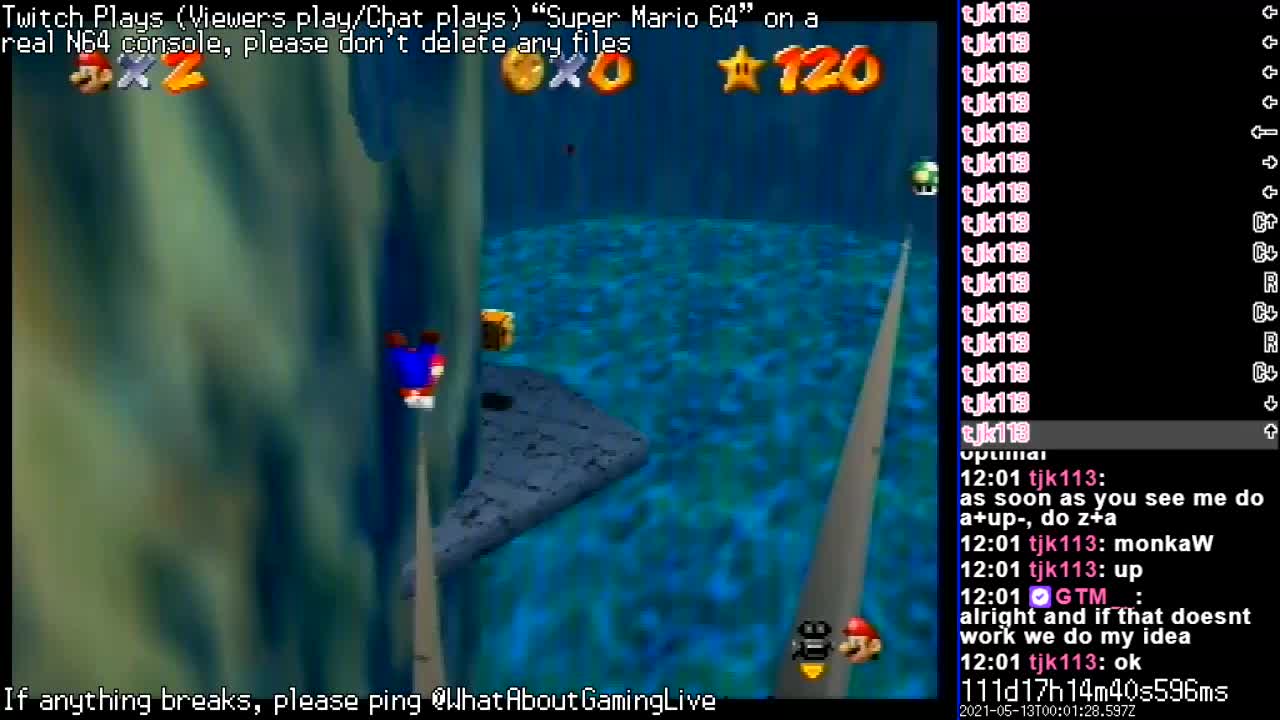 Twitch Plays (Viewers play/Chat plays) “Super Mario 64” on a
real N64 console, please don't delete any files
×2
×0
120
tjk113 ←
tjk113 ←
tjk113 ←
tjk113 ←
tjk113 ←
tjk113 →
tjk113 ←
tjk113 C↑
tjk113 C↓
tjk113 R
tjk113 C↓
tjk113 R
tjk113 C↓
tjk113 ↓
tjk113 ↑
optimal
12:01 tjk113:
as soon as you see me do
a+up-, do z+a
12:01 tjk113: monkaW
12:01 tjk113: up
12:01 GTM__:
alright and if that doesnt
work we do my idea
12:01 tjk113: ok
111d17h14m40s596ms
2021-05-13T00:01:28.597Z
If anything breaks, please ping @WhatAboutGamingLive